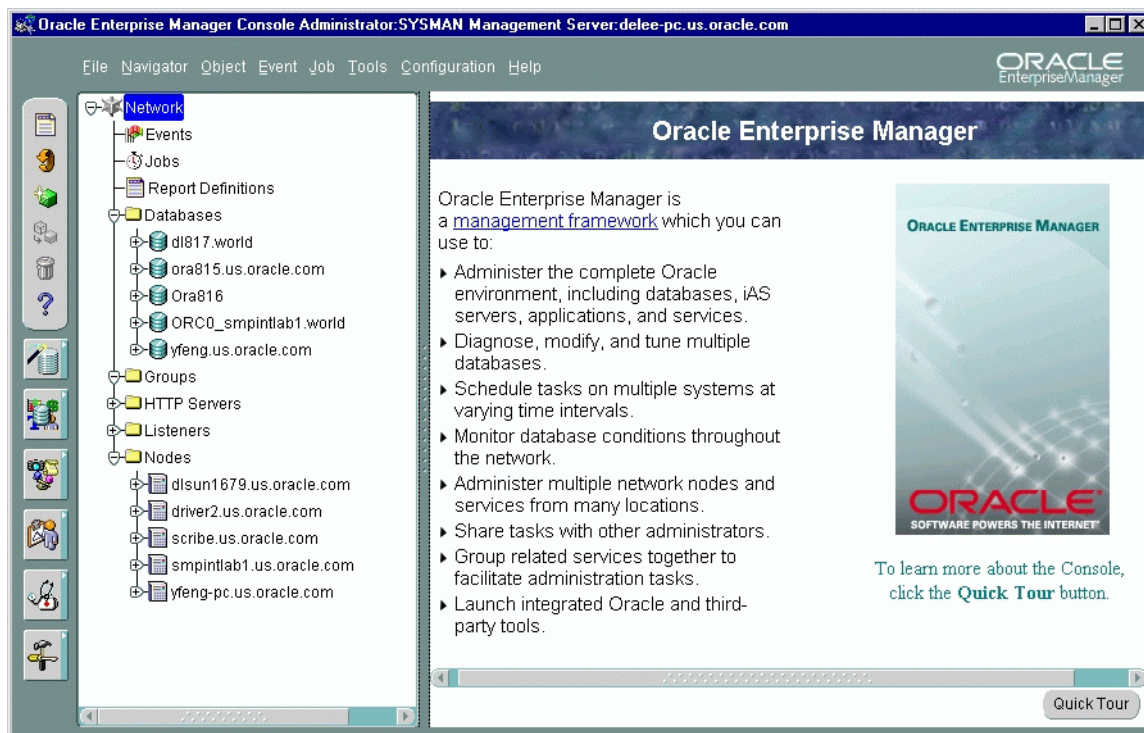 Oracle Enterprise Manager Console Administrator:SYSMAN Management Server:delee-pc.us.oracle.com
File Navigator Object Event Job Tools Configuration Help
ORACLE
EnterpriseManager
Network
Events
Jobs
Report Definitions
Databases
dl817.world
ora815.us.oracle.com
Ora816
ORC0_smpintlab1.world
yfeng.us.oracle.com
Groups
HTTP Servers
Listeners
Nodes
dlsun1679.us.oracle.com
driver2.us.oracle.com
scribe.us.oracle.com
smpintlab1.us.oracle.com
yfeng-pc.us.oracle.com
Oracle Enterprise Manager
Oracle Enterprise Manager is
a management framework which you can
use to:
Administer the complete Oracle
environment, including databases, iAS
servers, applications, and services.
Diagnose, modify, and tune multiple
databases.
Schedule tasks on multiple systems at
varying time intervals.
Monitor database conditions throughout
the network.
Administer multiple network nodes and
services from many locations.
Share tasks with other administrators.
Group related services together to
facilitate administration tasks.
Launch integrated Oracle and third-
party tools.
ORACLE ENTERPRISE MANAGER
ORACLE
SOFTWARE POWERS THE INTERNET
To learn more about the Console,
click the Quick Tour button.
Quick Tour